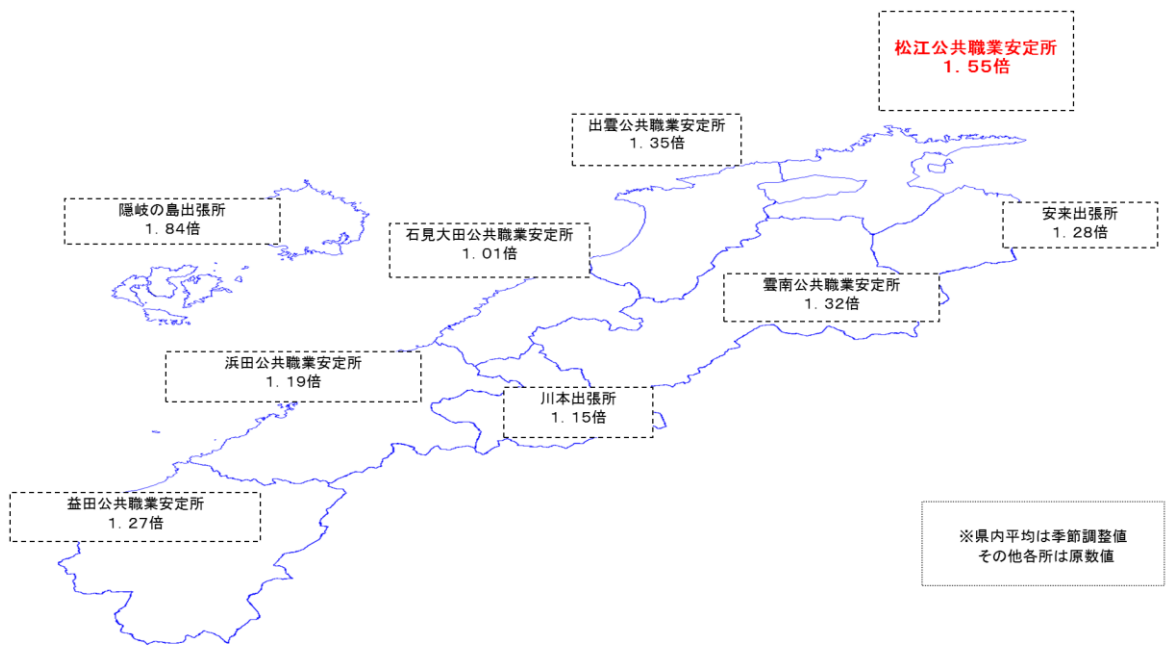 松江公共職業安定所
1. 55倍
出雲公共職業安定所
1. 35倍
隠岐の島出張所
1. 84倍
石見大田公共職業安定所
1. 01倍
安来出張所
1. 28倍
雲南公共職業安定所
1. 32倍
浜田公共職業安定所
1. 19倍
川本出張所
1. 15倍
益田公共職業安定所
1. 27倍
※県内平均は季節調整値
その他各所は原数値